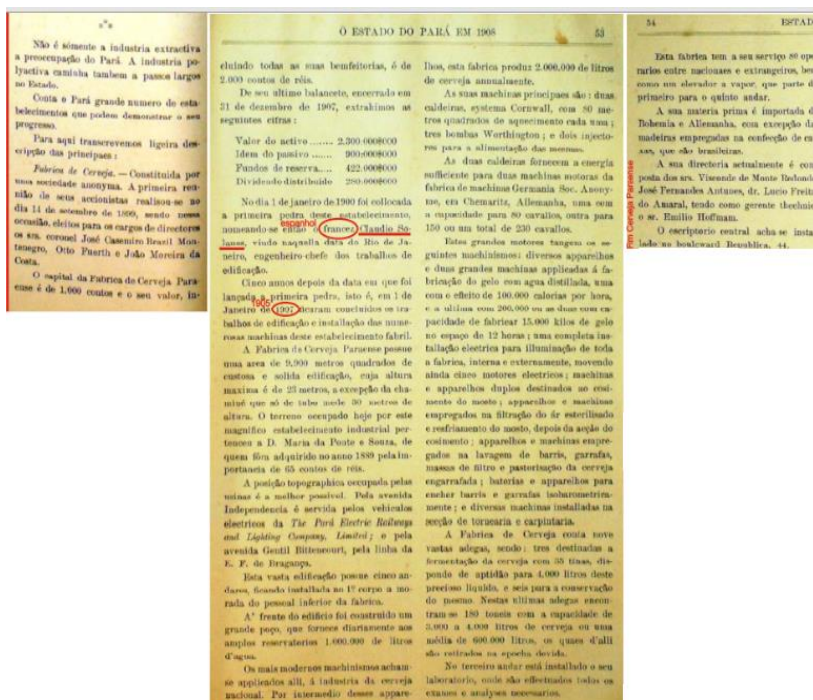 Não é sómente a industria extractiva
a preoccupação do Pará. A industria po-
lyactiva caminha tambem a passos largos
no Estado.
Conta o Pará grande numero de esta-
belecimentos que podem demonstrar o seu
progresso.
Para aqui transcrevemos ligeira des-
cripção das principaes :
Fabrica de Cerveja. — Constituida por
uma sociedade anonyma. A primeira reu-
nião de seus accionistas realisou-se no
dia 14 de setembro de 1899, sendo nessa
occasião, eleitos para os cargos de directores
os srs. coronel José Casemiro Brazil Mon-
tenegro, Otto Fuerth e João Moreira da
Costa.
O capital da Fabrica de Cerveja Para-
ense é de 1.000 contos e o seu valor, in-
O ESTADO DO PARÁ EM 1908 53
cluindo todas as suas bemfeitorias, é de
2.000 contos de réis.
De seu ultimo balancete, encerrado em
31 de dezembro de 1907, extrakimos as
seguintes cifras :
Valor do activo ....... 2.300.000$000
Idem do passivo ...... 900:000$000
Fundos de reserva.... 422.000$000
Dividendo distribuido 280:000$000
No dia 1 de janeiro de 1900 foi collocada
a primeira pedra deste estabelecimento,
espanhol
nomeando-se então o francez Claudio So-
lanas, vindo naquella data do Rio de Ja-
neiro, engenheiro-chefe dos trabalhos de
edificação.
Cinco annos depois da data em que foi
lançada a primeira pedra, isto é, em 1 de
1905
Janeiro de 1907 ficaram concluidos os tra-
balhos de edificação e installação das nume-
rosas machinas deste estabelecimento fabril.
A Fabrica de Cerveja Paraense possue
uma area de 9.900 metros quadrados de
custosa e solida edificação, cuja altura
maxima é de 23 metros, a excepção da cha-
miné que só de tubo mede 30 metros de
altura. O terreno occupado hoje por este
magnifico estabelecimento industrial per-
tenceu a D. Maria da Ponte e Souza, de
quem fôm adquirido no anno 1889 pela im-
portancia de 65 contos de réis.
A posição topographica occupada pelas
usinas é a melhor possivel. Pela avenida
Independencia é servida pelos vehiculos
electricos da The Pará Electric Railways
and Lighting Company, Limited ; e pela
avenida Gentil Bittencourt, pela linha da
E. F. de Bragança.
Esta vasta edificação possue cinco an-
dares, ficando installada no 1º corpo a mo-
rada do pessoal inferior da fabrica.
A' frente do edificio foi construido um
grande poço, que fornece diariamente aos
amplos reservatorios 1.000.000 de litros
d'agua.
Os mais modernos machinismos acham-
se applicados alli, á industria da cerveja
nacional. Por intermedio desses appare-
lhos, esta fabrica produz 2.000.000 de litros
de cerveja annualmente.
As suas machinas principaes são : duas
caldeiras, systema Cornwall, com 80 me-
tros quadrados de aquecimento cada uma ;
tres bombas Worthington ; e dois injecto-
res para a alimentação das mesmas.
As duas caldeiras fornecem a energia
sufficiente para duas machinas motoras da
fabrica de machinas Germania Soc. Anony-
me, em Chemaritz, Allemanha, uma com
a capacidade para 80 cavallos, outra para
150 ou um total de 230 cavallos.
Estes grandes motores tangem os se-
guintes machinismos : diversos apparelhos
e duas grandes machinas applicadas á fa-
bricação do gelo com agua distillada, uma
com o effeito de 100.000 calorias por hora,
e a ultima com 200.000 ou as duas com ca-
pacidade de fabricar 15.000 kilos de gelo
no espaço de 12 horas ; uma completa ins-
tallação electrica para illuminação de toda
a fabrica, interna e externamente, movendo
ainda cinco motores electricos ; machinas
e apparelhos duplos destinados ao cosi-
mento do mosto ; apparelhos e machinas
empregados na filtração do ár esterilisado
e resfriamento do mosto, depois da acção do
cosimento ; apparelhos e machinas empre-
gados na lavagem de barris, garrafas,
massas de filtro e pasteurisação da cerveja
engarrafada ; baterias e apparelhos para
encher barris e garrafas isobarometrira-
mente ; e diversas machinas installadas na
secção de tornearia e carpintaria.
A Fabrica de Cerveja conta nove
vastas adegas, sendo : tres destinadas a
fermentação da cerveja com 35 tinas, dis-
pondo de aptidão para 4.000 litros deste
precioso liquido, e seis para a conservação
do mesmo. Nestas ultimas adegas encon-
tram-se 180 toneis com a capacidade de
3.000 a 4.000 litros de cerveja ou uma
média de 600.000 litros, os quaes d'alli
são retirados na epocha devida.
No terceiro andar está installado o seu
laboratorio, onde são effectuados todos os
exames e analyses necessarios.
54 ESTAD
Esta fabrica tem a seu serviço 80 ope
rarios entre nacionaes e extrangeiros, bem
como um elevador a vapor, que parte d
primeiro para o quinto andar.
A sua materia prima é importada d
Bohemia e Allemanha, com excepção da
madeiras empregadas na confecção de ca
xas, que são brasileiras.
A sua directoria actualmente é com
posta dos srs. Visconde de Monte Redondo
José Fernandes Antunes, dr. Lucio Freita
do Amaral, tendo como gerente thechnic
o sr. Emilio Hoffmam.
O escriptorio central acha-se insta
lado no boulevard Republica, 44.
Fim Cerveja Paraense